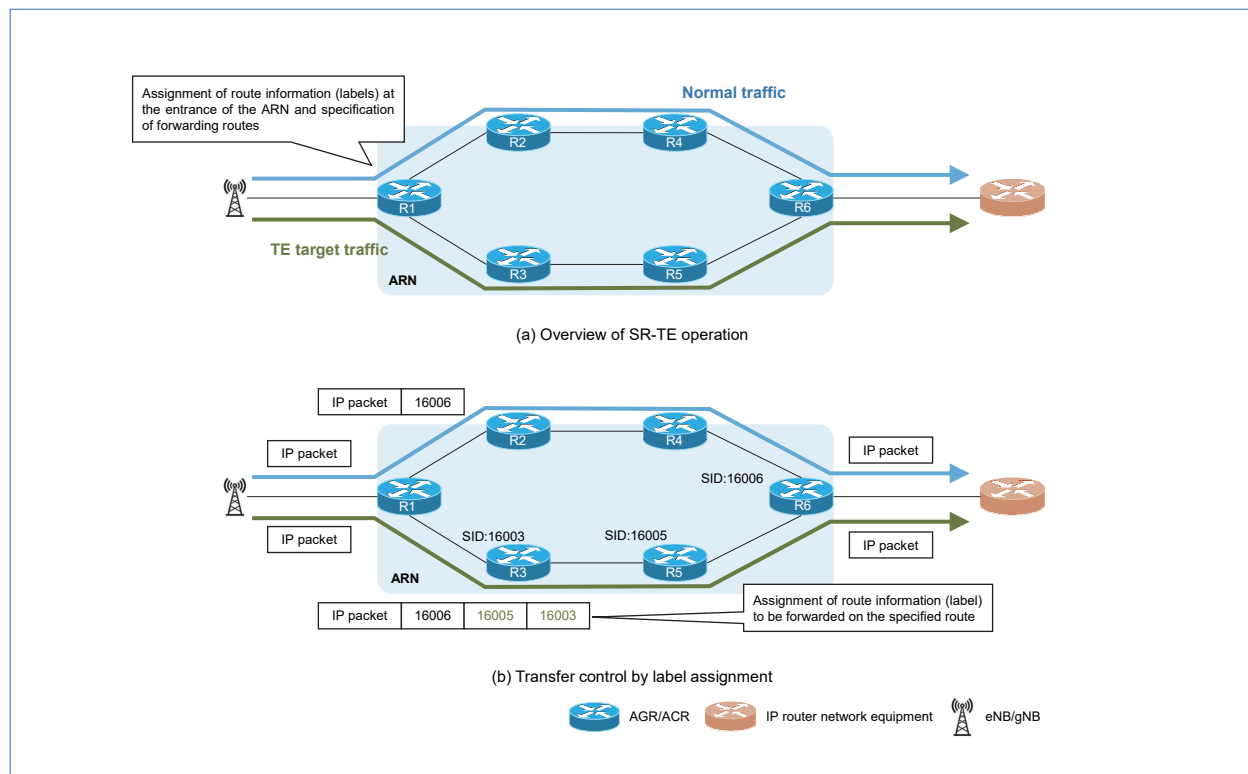 Assignment of route information (labels) at
the entrance of the ARN and specification
of forwarding routes
Normal traffic
R2
R4
R1
R6
TE target traffic
R3
R5
ARN
(a) Overview of SR-TE operation
IP packet 16006
R2
R4
IP packet
IP packet
SID:16006
R1
R6
IP packet
SID:16003
SID:16005
IP packet
R3
R5
ARN
IP packet 16006 16005 16003
Assignment of route information (label)
to be forwarded on the specified route
(b) Transfer control by label assignment
AGR/ACR
IP router network equipment
eNB/gNB